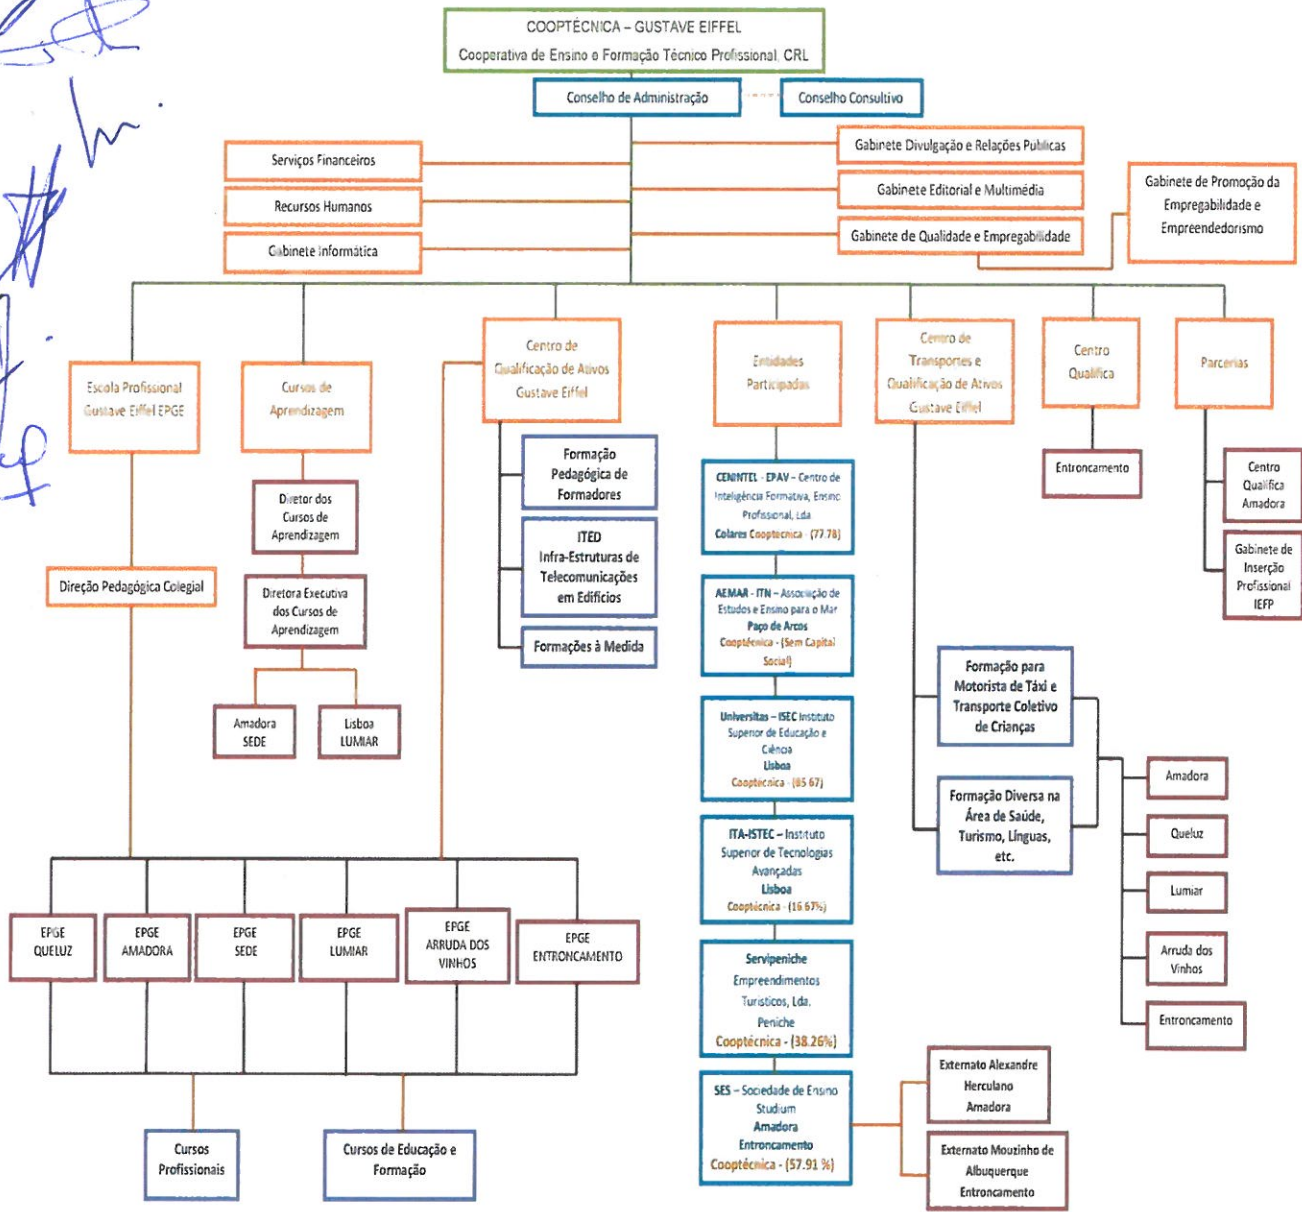 COOPTÉCNICA – GUSTAVE EIFFEL
Cooperativa de Ensino e Formação Técnico Profissional, CRL
Conselho de Administração
Conselho Consultivo
Serviços Financeiros
Recursos Humanos
Gabinete Informática
Gabinete Divulgação e Relações Públicas
Gabinete Editorial e Multimédia
Gabinete de Qualidade e Empregabilidade
Gabinete de Promoção da
Empregabilidade e
Empreendedorismo
Escola Profissional
Gustave Eiffel EPGE
Cursos de
Aprendizagem
Centro de
Qualificação de Ativos
Gustave Eiffel
Entidades
Participadas
Centro de
Transportes e
Qualificação de Ativos
Gustave Eiffel
Centro
Qualifica
Parcerias
Direção Pedagógica Colegial
Diretor dos
Cursos de
Aprendizagem
Diretora Executiva
dos Cursos de
Aprendizagem
Amadora
SEDE
Lisboa
LUMIAR
Formação
Pedagógica de
Formadores
ITED
Infra-Estruturas de
Telecomunicações
em Edifícios
Formações à Medida
CENINTEL - EPAV – Centro de
Inteligência Formativa, Ensino
Profissional, Lda
Colares Cooptecnica - (77.78)
AEMAR - ITN – Associação de
Estudos e Ensino para o Mar
Paço de Arcos
Cooptécnica - (Sem Capital
Social)
Universitas – ISEC Instituto
Superior de Educação e
Ciência
Lisboa
Cooptécnica - (85 67)
ITA-ISTEC – Instituto
Superior de Tecnologias
Avançadas
Lisboa
Cooptécnica - (16 67%)
Servipeniche
Empreendimentos
Turísticos, Lda.
Peniche
Cooptécnica - (38.26%)
SES – Sociedade de Ensino
Studium
Amadora
Entroncamento
Cooptécnica - (57.91 %)
Externato Alexandre
Herculano
Amadora
Externato Mouzinho de
Albuquerque
Entroncamento
Formação para
Motorista de Táxi e
Transporte Coletivo
de Crianças
Formação Diversa na
Área de Saúde,
Turismo, Línguas,
etc.
Amadora
Queluz
Lumiar
Arruda dos
Vinhos
Entroncamento
Entroncamento
Centro
Qualifica
Amadora
Gabinete de
Inserção
Profissional
IEFP
EPGE
QUELUZ
EPGE
AMADORA
EPGE
SEDE
EPGE
LUMIAR
EPGE
ARRUDA DOS
VINHOS
EPGE
ENTRONCAMENTO
Cursos
Profissionais
Cursos de Educação e
Formação